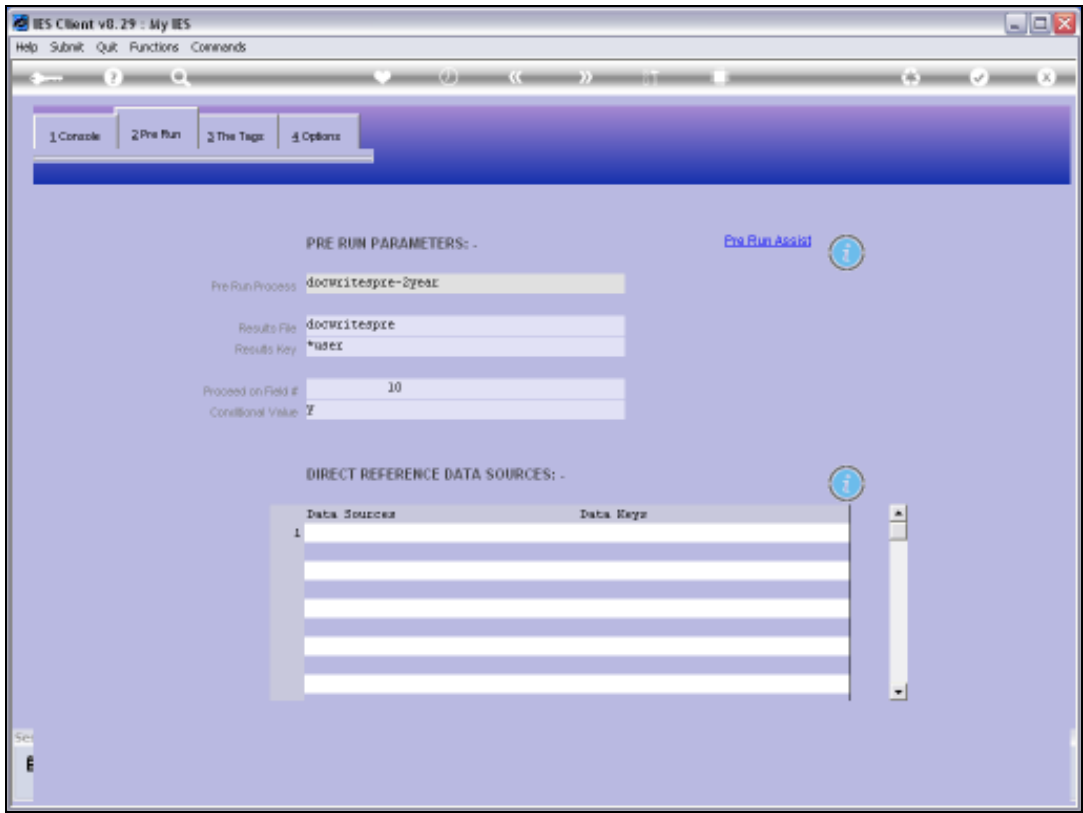 IES Client v8.29 : My IES
Help Submit Quit Functions Commands
1 Console 2 Pre Run 3 The Tags 4 Options
PRE RUN PARAMETERS: - Pre Run Assist
Pre Run Process docwritespre-2year
Results File docwritespre
Results Key *user
Proceed on Field # 10
Conditional Value Y
DIRECT REFERENCE DATA SOURCES: -
Data Sources Data Keys
1